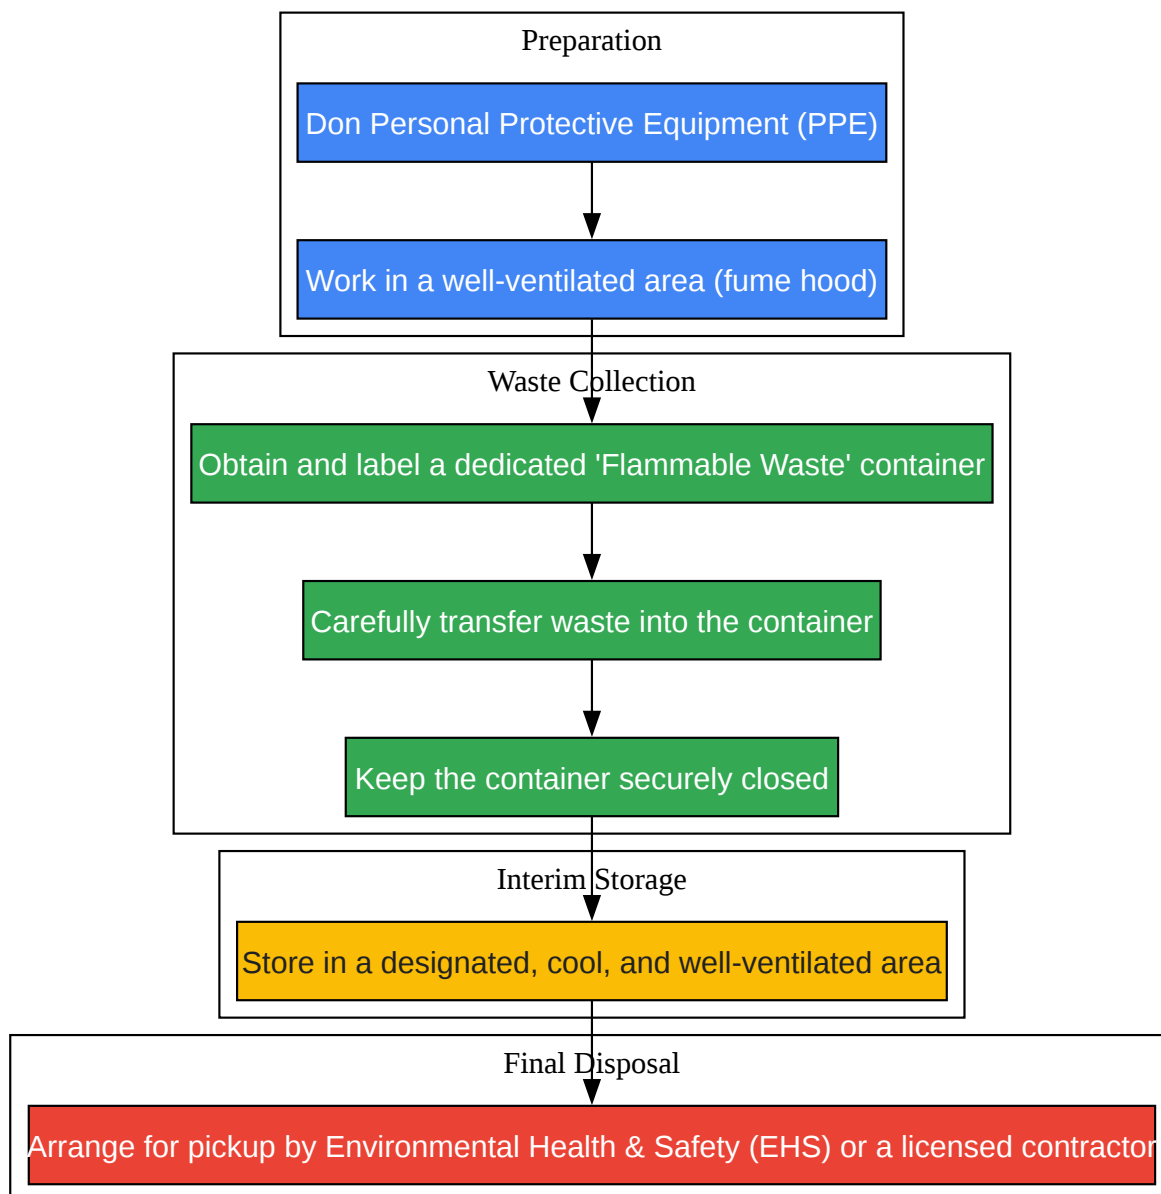 Preparation
Don Personal Protective Equipment (PPE)
Work in a well-ventilated area (fume hood)
Waste Collection
Obtain and label a dedicated 'Flammable Waste' container
Carefully transfer waste into the container
Keep the container securely closed
Interim Storage
Store in a designated, cool, and well-ventilated area
Final Disposal
Arrange for pickup by Environmental Health & Safety (EHS) or a licensed contractor